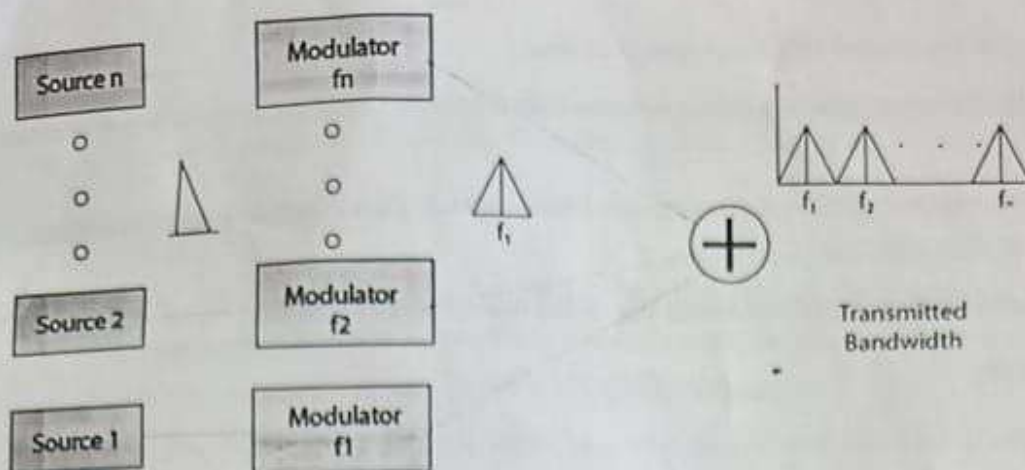 Source n
Modulator
fn
f₁
f₁ f₂
Source 2
Modulator
f2
Transmitted
Bandwidth
Source 1
Modulator
f1